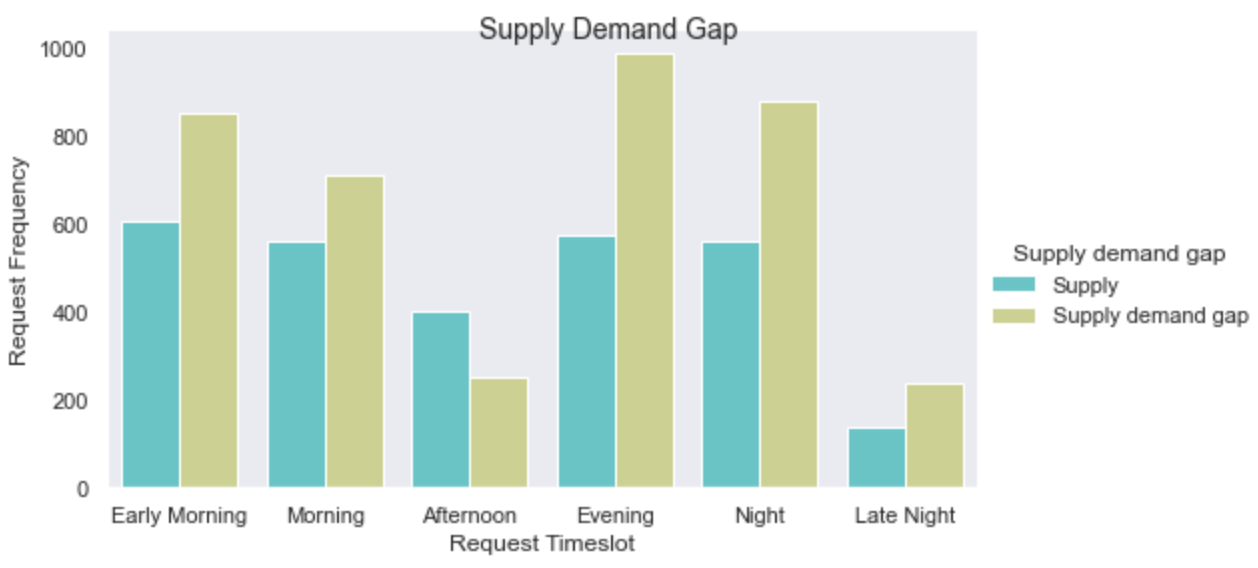 Supply Demand Gap
1000
800
600
400
200
0
Request Frequency
Early Morning Morning Afternoon Evening Night Late Night
Request Timeslot
Supply demand gap
Supply
Supply demand gap